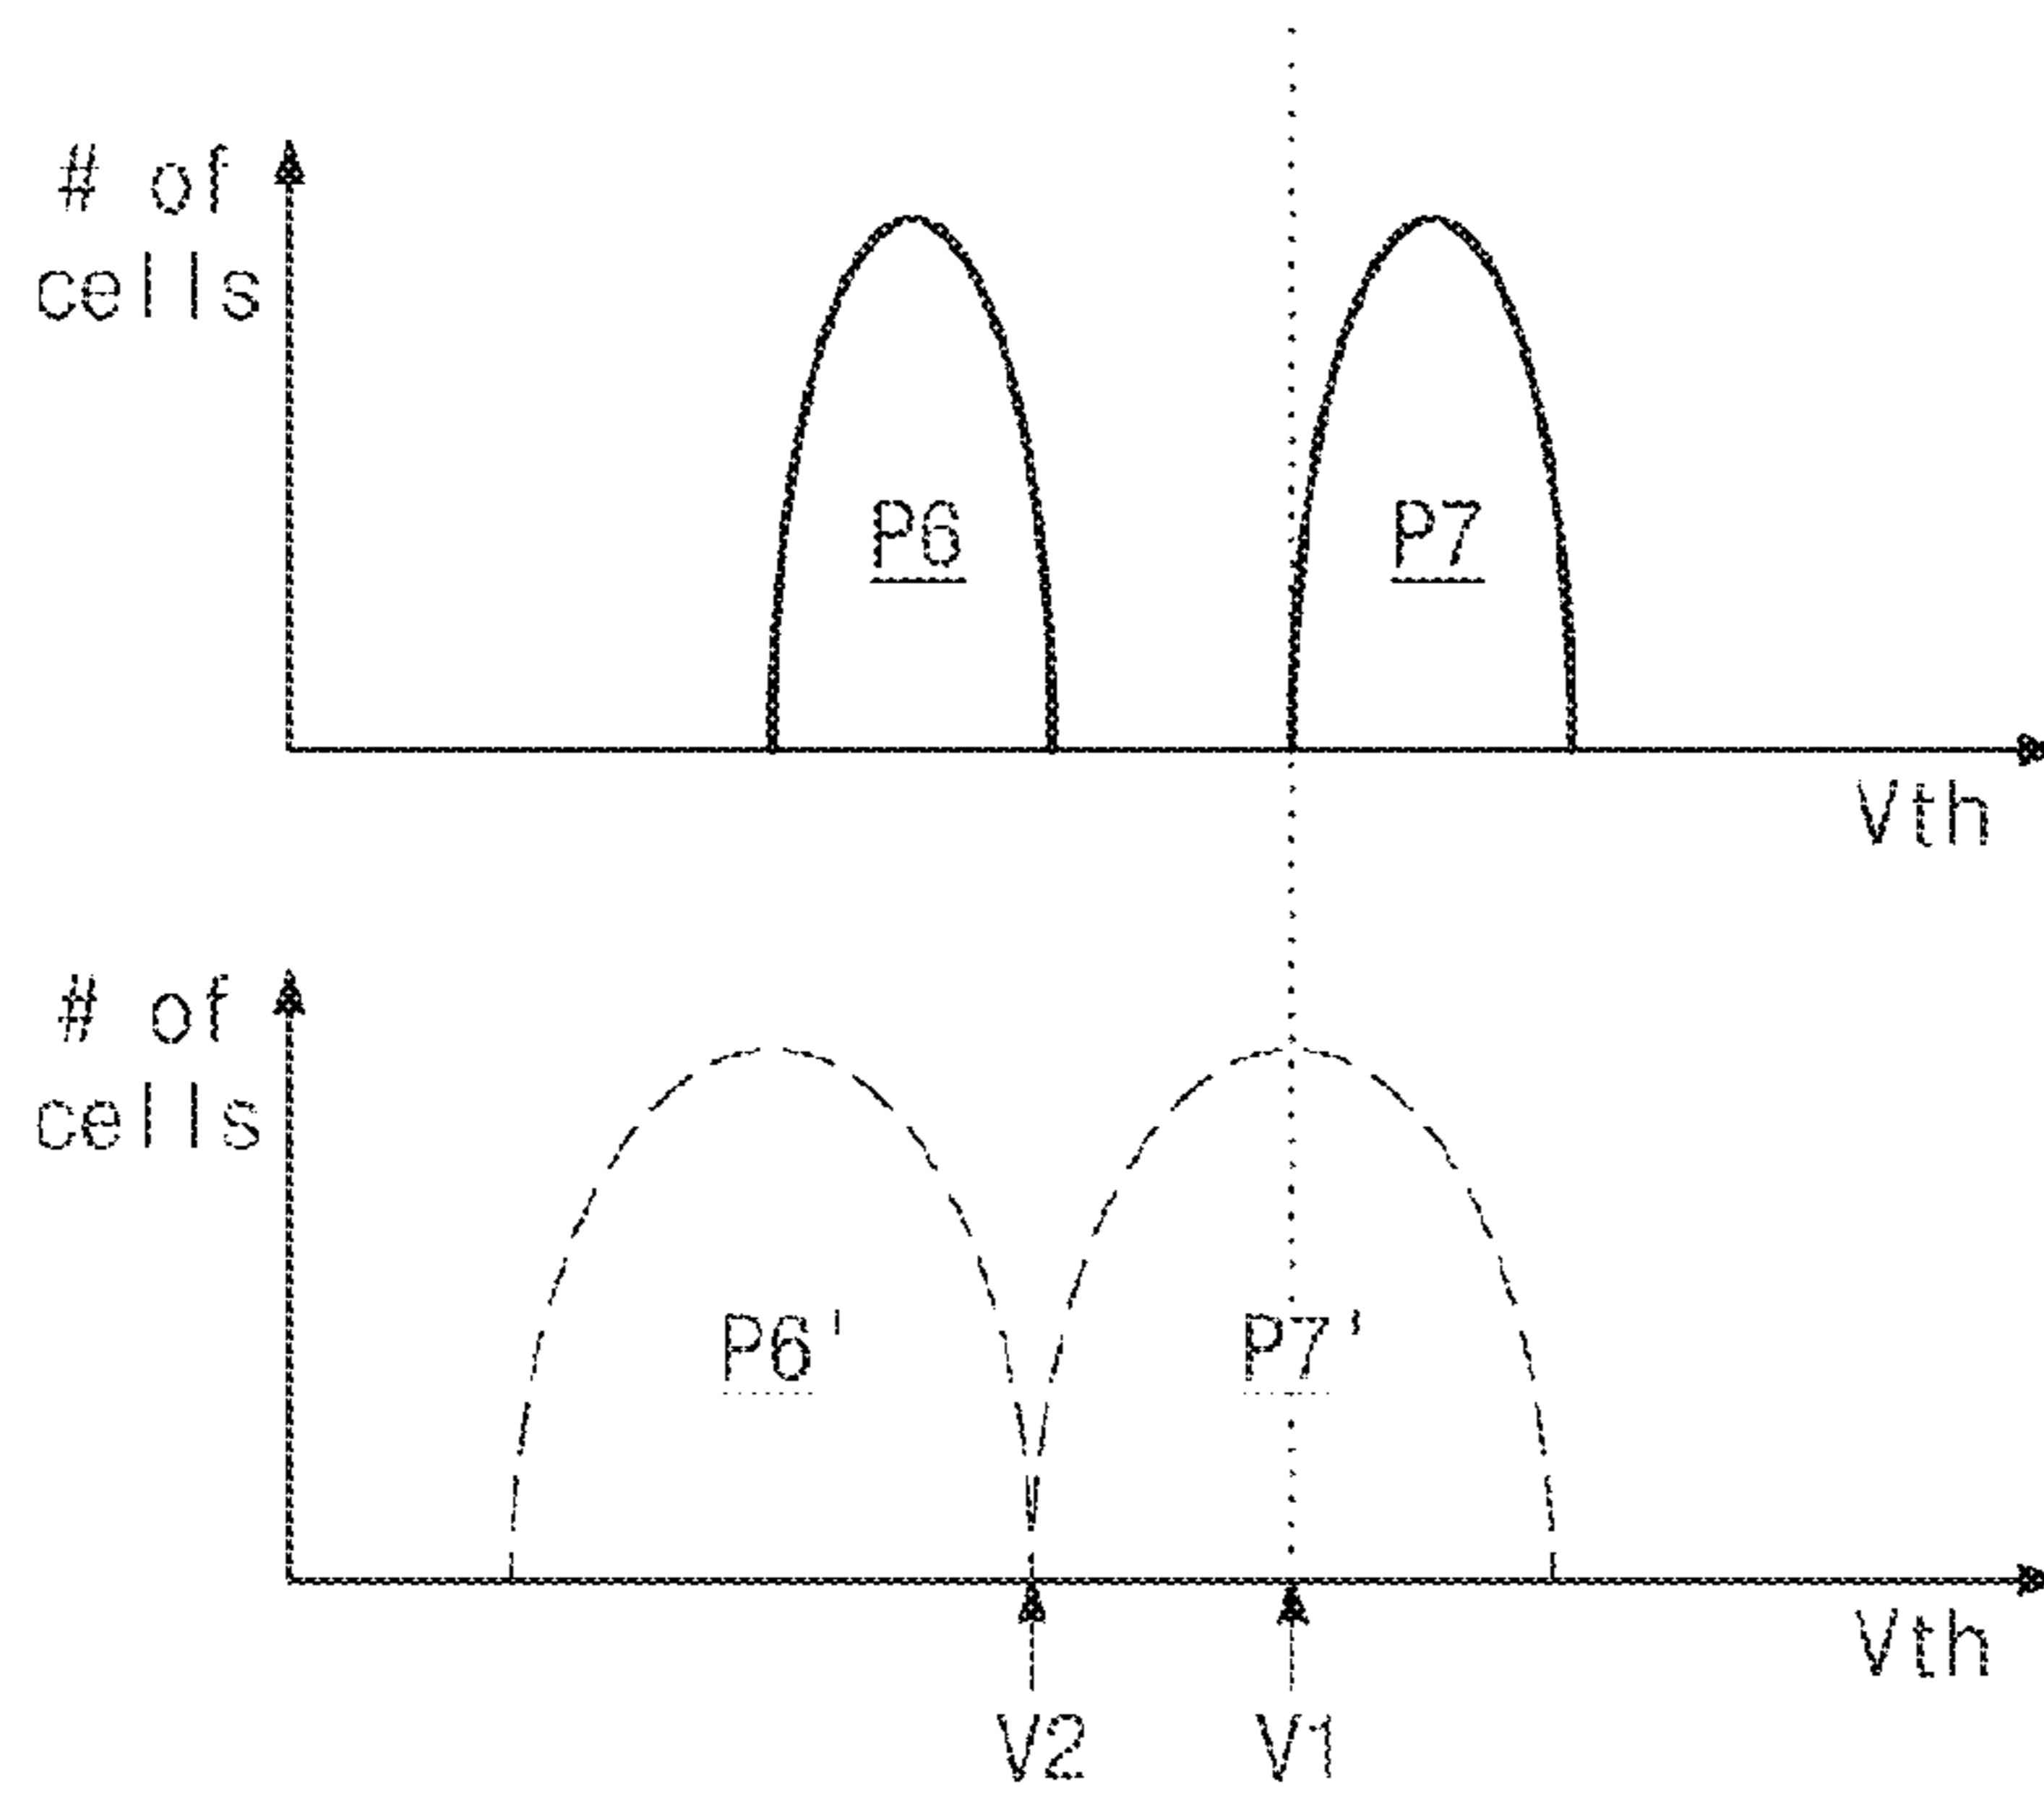 # of
cells
P6
P7
Vth
# of
cells
P6'
P7'
Vth
V2
V1